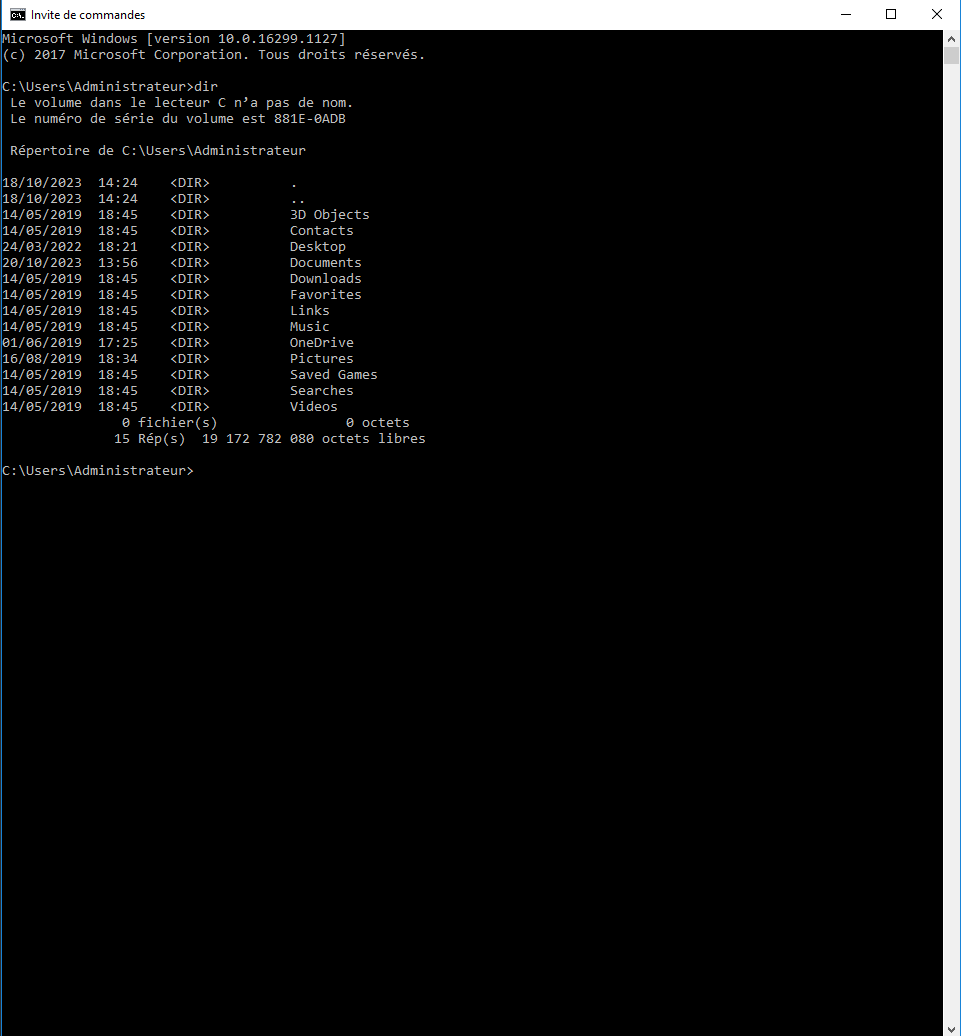 Invite de commandes
Microsoft Windows [version 10.0.16299.1127]
(c) 2017 Microsoft Corporation. Tous droits réservés.
C:\Users\Administrateur>dir
Le volume dans le lecteur C n’a pas de nom.
Le numéro de série du volume est 881E-0ADB
Répertoire de C:\Users\Administrateur
18/10/2023  14:24    <DIR>          .
18/10/2023  14:24    <DIR>          ..
14/05/2019  18:45    <DIR>          3D Objects
14/05/2019  18:45    <DIR>          Contacts
24/03/2022  18:21    <DIR>          Desktop
20/10/2023  13:56    <DIR>          Documents
14/05/2019  18:45    <DIR>          Downloads
14/05/2019  18:45    <DIR>          Favorites
14/05/2019  18:45    <DIR>          Links
14/05/2019  18:45    <DIR>          Music
01/06/2019  17:25    <DIR>          OneDrive
16/08/2019  18:34    <DIR>          Pictures
14/05/2019  18:45    <DIR>          Saved Games
14/05/2019  18:45    <DIR>          Searches
14/05/2019  18:45    <DIR>          Videos
0 fichier(s)                0 octets
15 Rép(s)  19 172 782 080 octets libres
C:\Users\Administrateur>